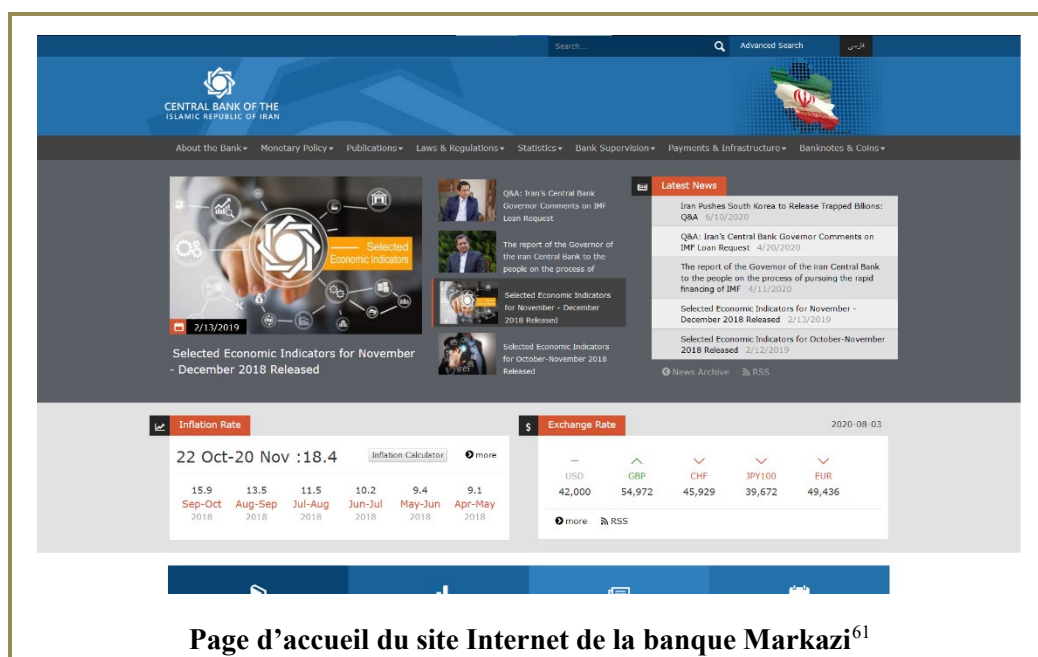 Search...
Advanced Search
فارسی
CENTRAL BANK OF THE
ISLAMIC REPUBLIC OF IRAN
About the Bank
Monetary Policy
Publications
Laws & Regulations
Statistics
Bank Supervision
Payments & Infrastructure
Banknotes & Coins
Selected
Economic Indicators
2/13/2019
Selected Economic Indicators for November
- December 2018 Released
Q&A: Iran's Central Bank
Governor Comments on IMF
Loan Request
The report of the Governor of
the iran Central Bank to the
people on the process of
Selected Economic Indicators
for November - December
2018 Released
Selected Economic Indicators
for October-November 2018
Released
Latest News
Iran Pushes South Korea to Release Trapped Bilions:
Q&A 6/10/2020
Q&A: Iran's Central Bank Governor Comments on
IMF Loan Request 4/20/2020
The report of the Governor of the iran Central Bank
to the people on the process of pursuing the rapid
financing of IMF 4/11/2020
Selected Economic Indicators for November -
December 2018 Released 2/13/2019
Selected Economic Indicators for October-November
2018 Released 2/12/2019
News Archive RSS
Inflation Rate
22 Oct-20 Nov :18.4 Inflation Calculator more
15.9 13.5 11.5 10.2 9.4 9.1
Sep-Oct Aug-Sep Jul-Aug Jun-Jul May-Jun Apr-May
2018 2018 2018 2018 2018 2018
$ Exchange Rate 2020-08-03
USD GBP CHF JPY100 EUR
42,000 54,972 45,929 39,672 49,436
more RSS
Page d'accueil du site Internet de la banque Markazi61